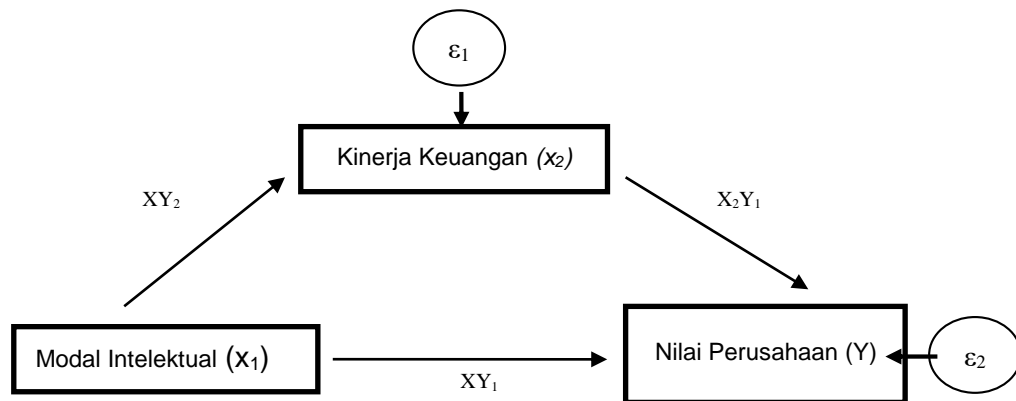 ε₁
Kinerja Keuangan (x₂)
XY₂
X₂Y₁
Modal Intelektual (x₁)
XY₁
Nilai Perusahaan (Y)
ε₂